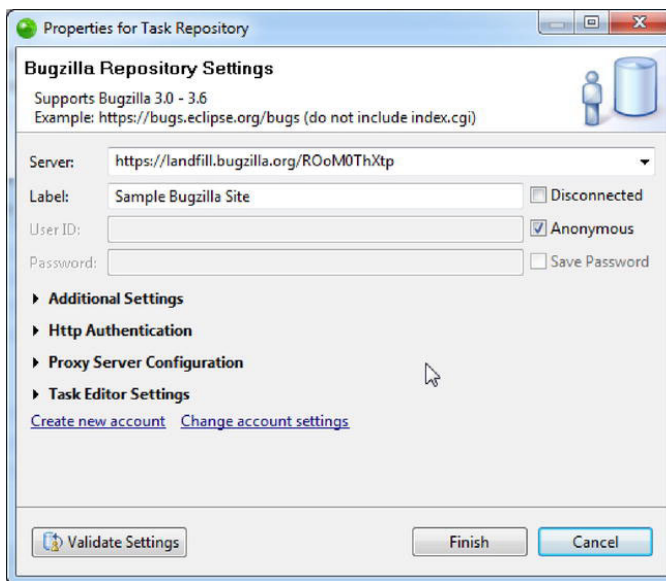 Properties for Task Repository
Bugzilla Repository Settings
Supports Bugzilla 3.0 - 3.6
Example: https://bugs.eclipse.org/bugs (do not include index.cgi)
Server: https://landfill.bugzilla.org/ROoM0ThXtp
Label: Sample Bugzilla Site Disconnected
User ID: Anonymous
Password: Save Password
Additional Settings
Http Authentication
Proxy Server Configuration
Task Editor Settings
Create new account Change account settings
Validate Settings Finish Cancel